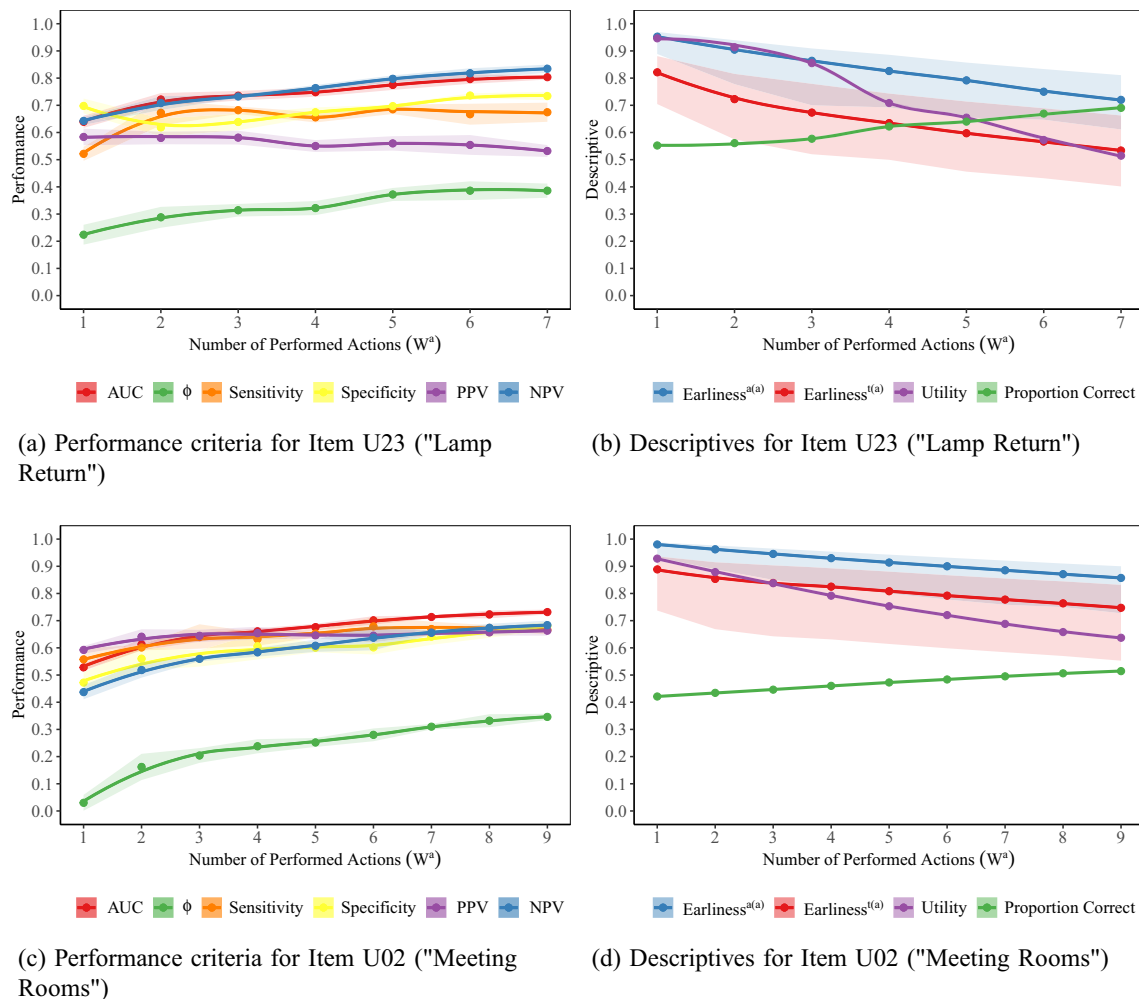 1.0
0.9
0.8
0.7
0.6
0.5
0.4
0.3
0.2
0.1
0.0
Performance
1 2 3 4 5 6 7
Number of Performed Actions (Wᵃ)
AUC ϕ Sensitivity Specificity PPV NPV
(a) Performance criteria for Item U23 ("Lamp
Return")
1.0
0.9
0.8
0.7
0.6
0.5
0.4
0.3
0.2
0.1
0.0
Descriptive
1 2 3 4 5 6 7
Number of Performed Actions (Wᵃ)
Earlinessᵃ⁽ᵃ⁾ Earlinessᵗ⁽ᵃ⁾ Utility Proportion Correct
(b) Descriptives for Item U23 ("Lamp Return")
1.0
0.9
0.8
0.7
0.6
0.5
0.4
0.3
0.2
0.1
0.0
Performance
1 2 3 4 5 6 7 8 9
Number of Performed Actions (Wᵃ)
AUC ϕ Sensitivity Specificity PPV NPV
(c) Performance criteria for Item U02 ("Meeting
Rooms")
1.0
0.9
0.8
0.7
0.6
0.5
0.4
0.3
0.2
0.1
0.0
Descriptive
1 2 3 4 5 6 7 8 9
Number of Performed Actions (Wᵃ)
Earlinessᵃ⁽ᵃ⁾ Earlinessᵗ⁽ᵃ⁾ Utility Proportion Correct
(d) Descriptives for Item U02 ("Meeting Rooms")